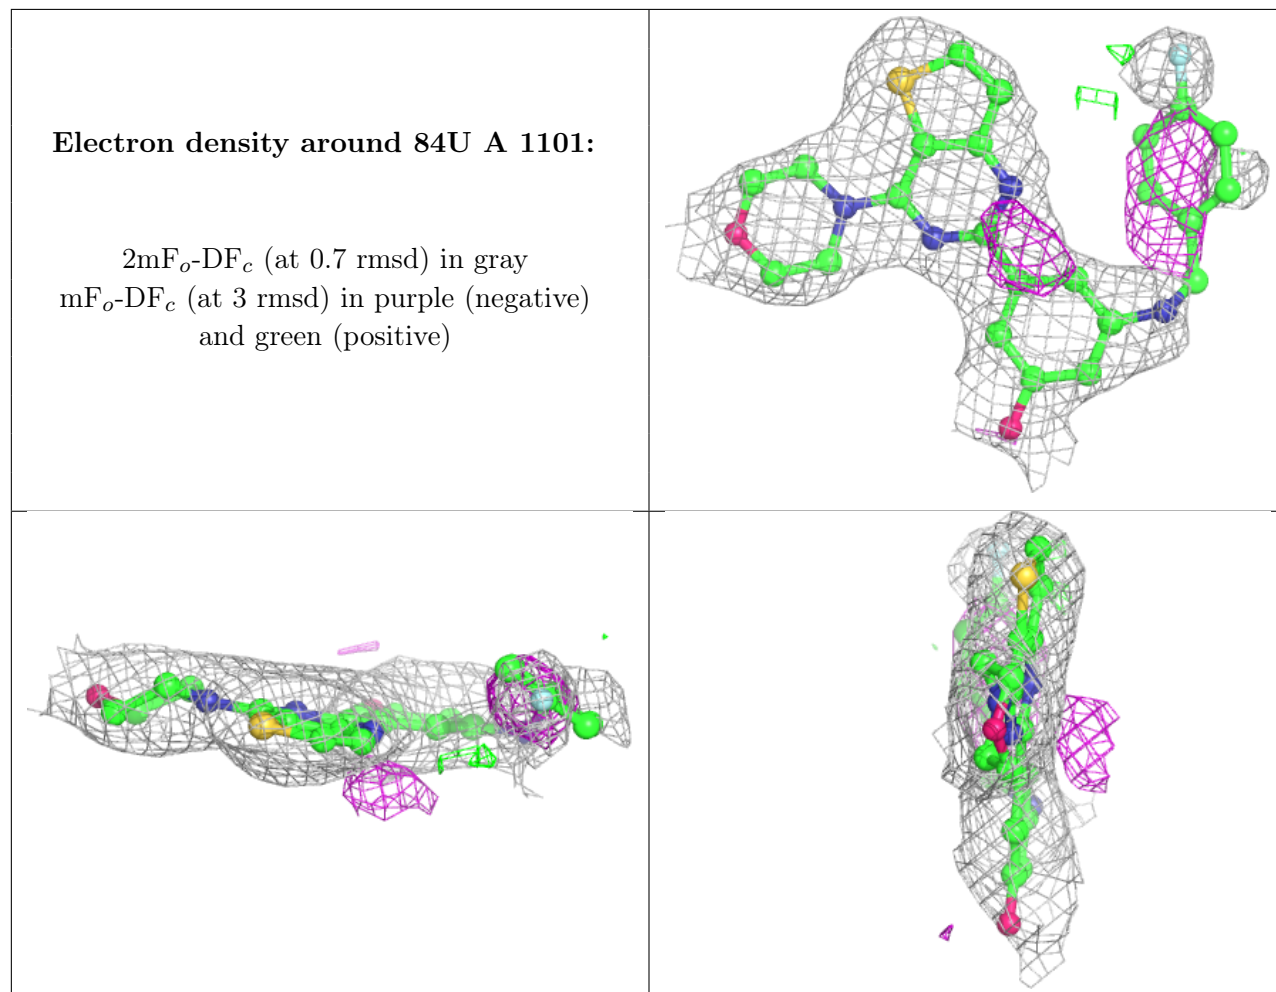 Electron density around 84U A 1101:
2mFo-DFc (at 0.7 rmsd) in gray
mFo-DFc (at 3 rmsd) in purple (negative)
and green (positive)